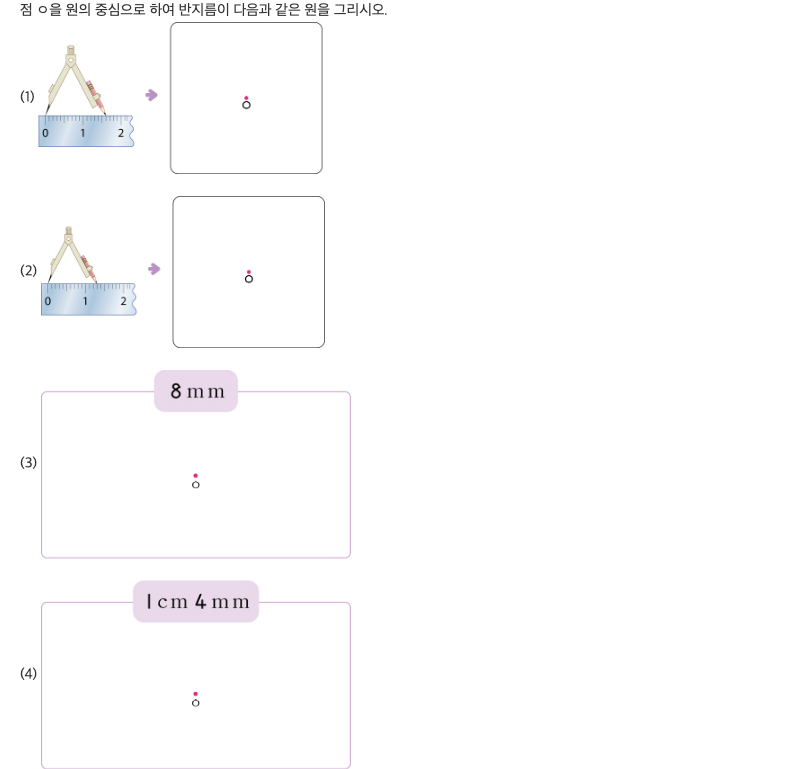 점 ㅇ을 원의 중심으로 하여 반지름이 다음과 같은 원을 그리시오.
(1)
0 1 2
ㅇ
(2)
0 1 2
ㅇ
8 mm
(3)
ㅇ
1 cm 4 mm
(4)
ㅇ